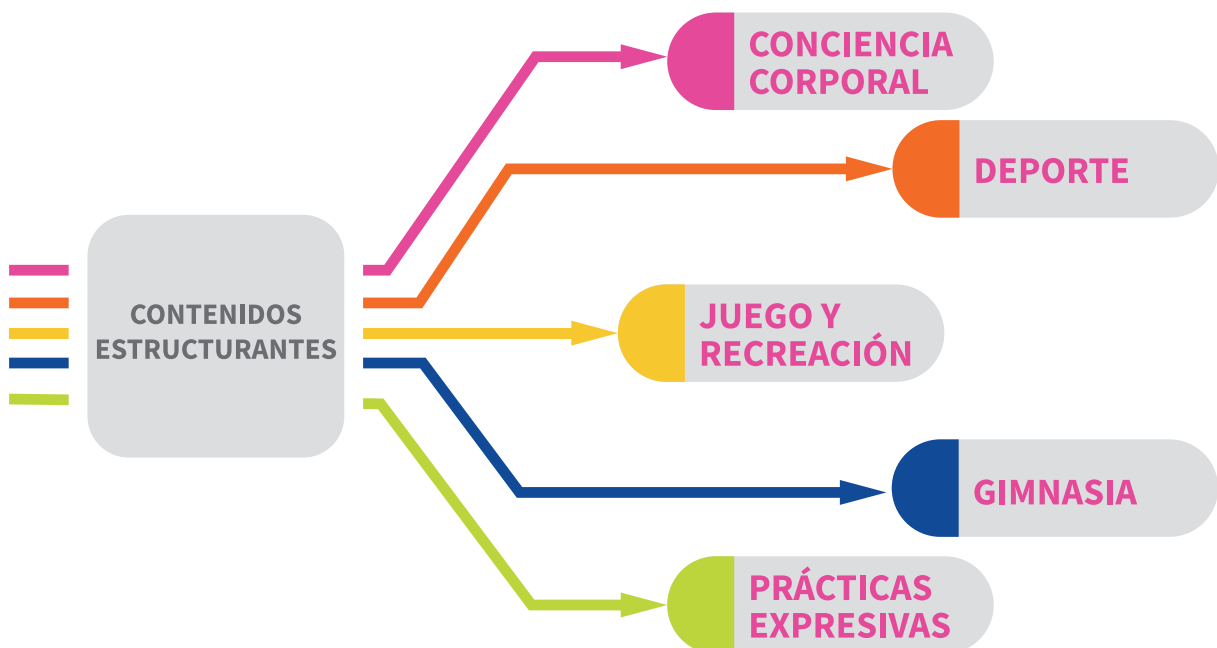 CONTENIDOS
ESTRUCTURANTES
CONCIENCIA
CORPORAL
DEPORTE
JUEGO Y
RECREACIÓN
GIMNASIA
PRÁCTICAS
EXPRESIVAS